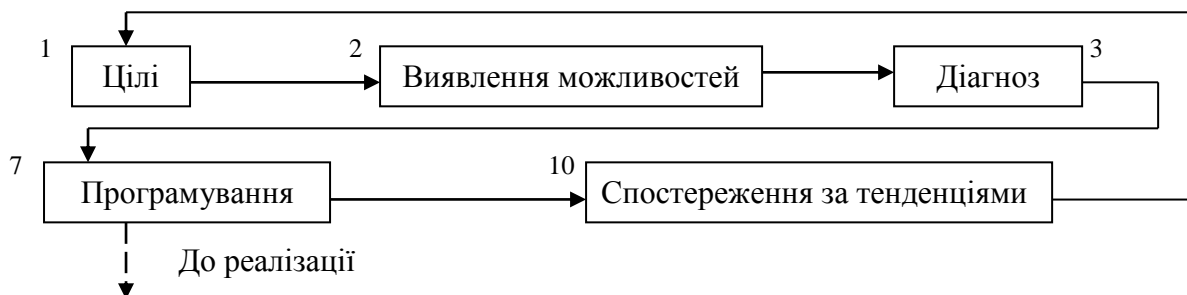 1 Цілі
2 Виявлення можливостей
3 Діагноз
7 Програмування
10 Спостереження за тенденціями
До реалізації